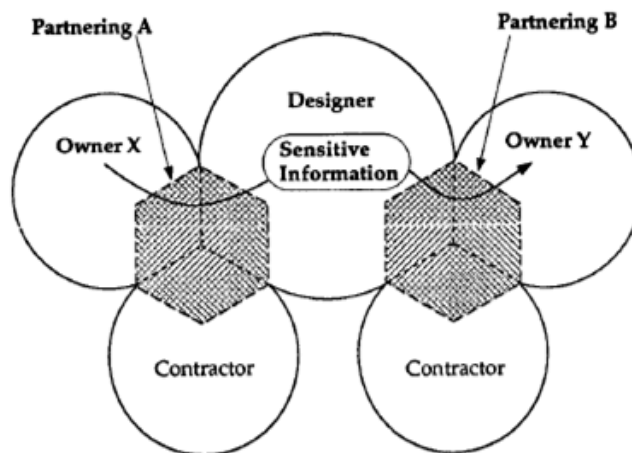 Partnering A
Partnering B
Designer
Owner X
Owner Y
Sensitive
Information
Contractor
Contractor